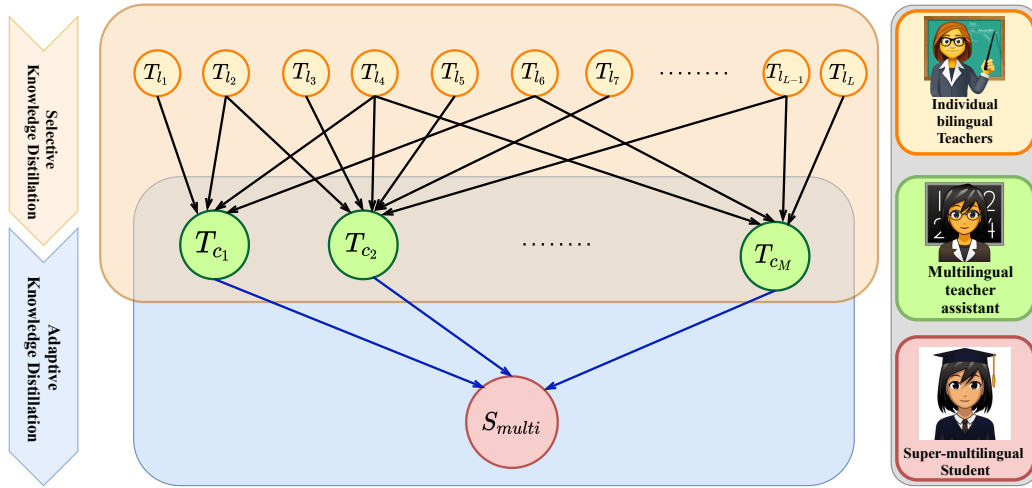 Selective
Knowledge Distillation
Adaptive
Knowledge Distillation
T_{l_1} T_{l_2} T_{l_3} T_{l_4} T_{l_5} T_{l_6} T_{l_7} ........ T_{l_{L-1}} T_{l_L}
T_{c_1} T_{c_2} ........ T_{c_M}
S_{multi}
Individual
bilingual
Teachers
Multilingual
teacher
assistant
Super-multilingual
Student